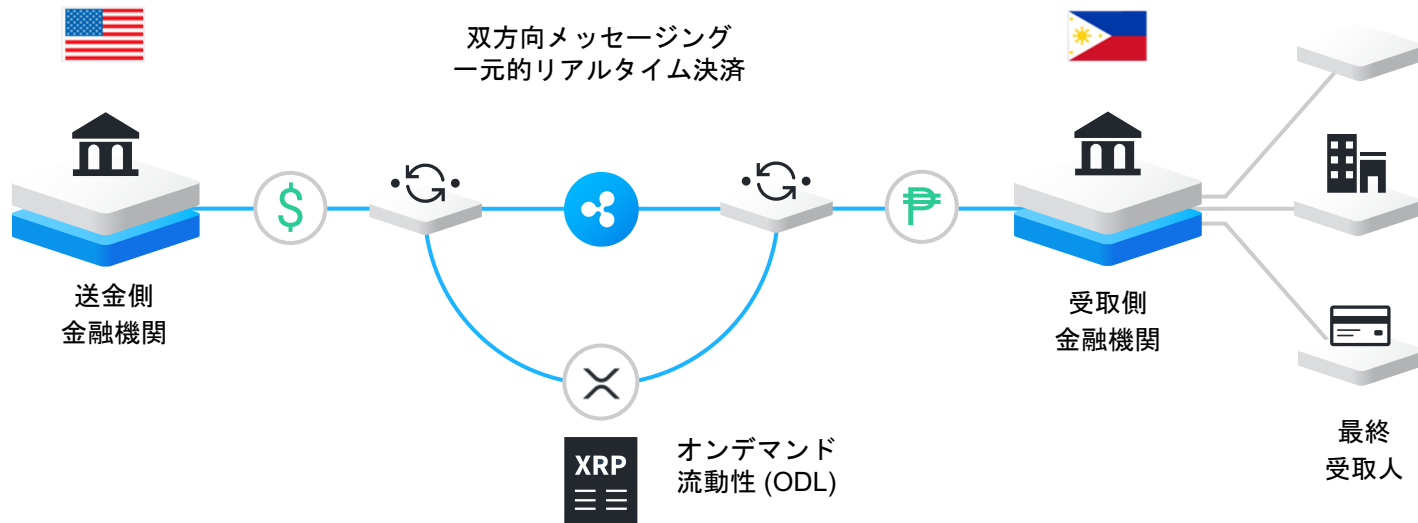 双方向メッセージング
一元的リアルタイム決済
$
₱
送金側
金融機関
受取側
金融機関
XRP
オンデマンド
流動性 (ODL)
最終
受取人